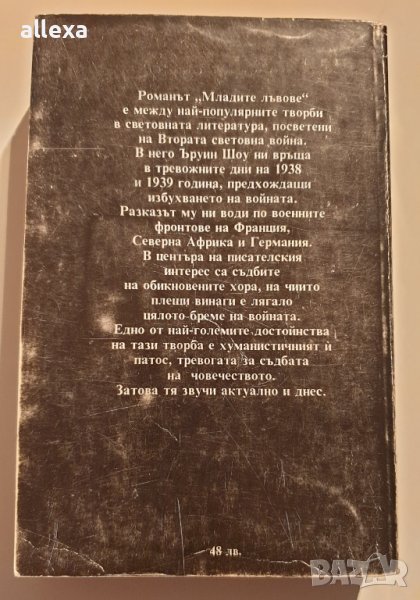 allexa
Романът „Младите лъвове“
е между най-популярните творби
в световната литература, посветени
на Втората световна война.
В него Ъруин Шоу ни връща
в тревожните дни на 1938
и 1939 година, предхождащи
избухването на войната.
Разказът му ни води по военните
фронтове на Франция,
Северна Африка и Германия.
В центъра на писателския
интерес са съдбите
на обикновените хора, на чиито
плещи винаги е лягало
цялото бреме на войната.
Едно от най-големите достойнства
на тази творба е хуманистичният ѝ
патос, тревогата за съдбата
на човечеството.
Затова тя звучи актуално и днес.
48 лв.
BAZAR